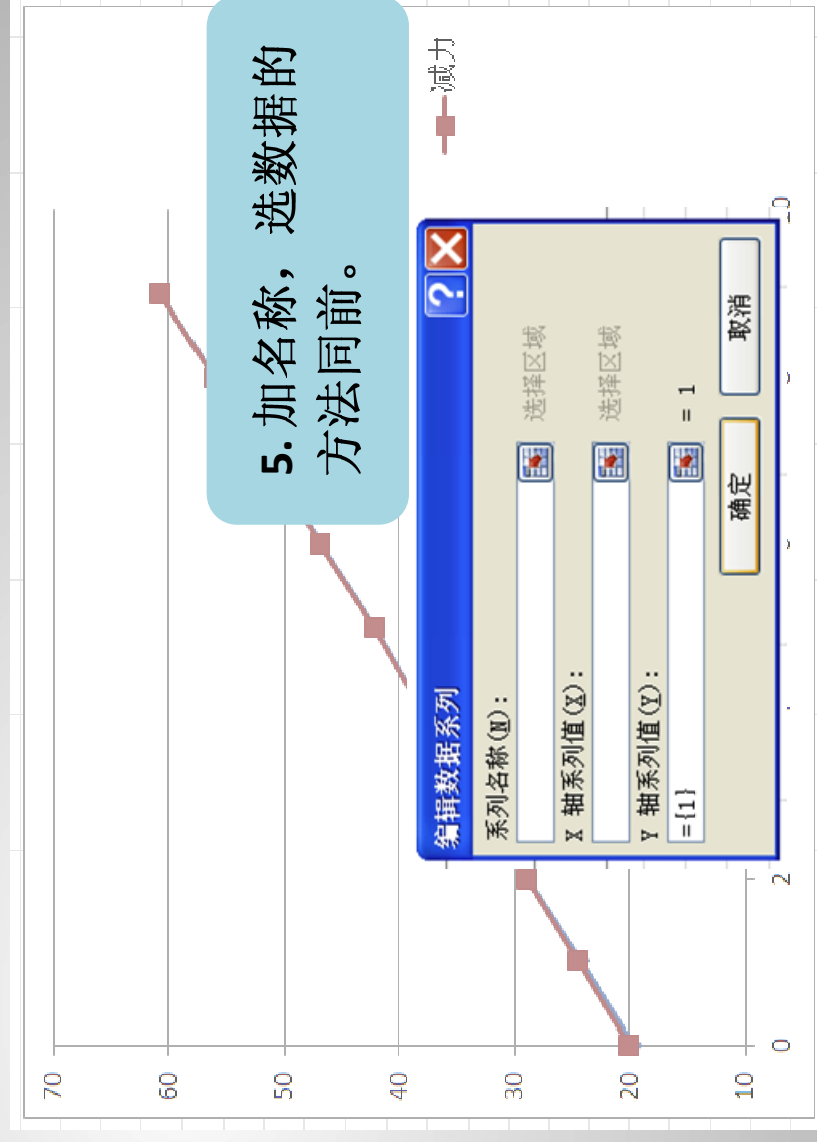 5. 加名称，选数据的
方法同前。
减力
70
60
50
40
30
20
10
0
2
编辑数据系列
系列名称(N):
选择区域
X 轴系列值(X):
选择区域
Y 轴系列值(Y):
={1}
= 1
确定
取消